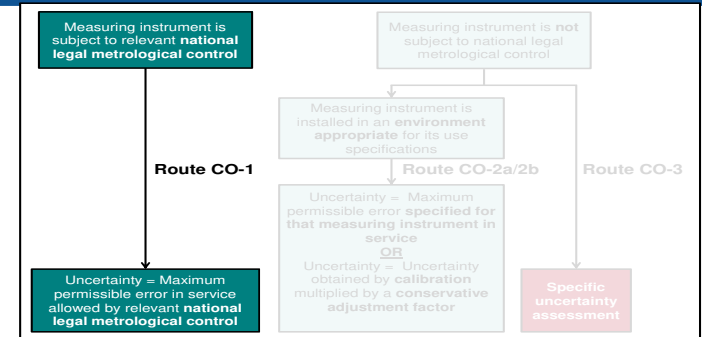 Measuring instrument is
subject to relevant national
legal metrological control
Measuring instrument is not
subject to national legal
metrological control
Measuring instrument is
installed in an environment
appropriate for its use
specifications
Route CO-1
Route CO-2a/2b
Route CO-3
Uncertainty = Maximum
permissible error in service
allowed by relevant national
legal metrological control
Uncertainty = Maximum
permissible error specified for
that measuring instrument in
service
OR
Uncertainty = Uncertainty
obtained by calibration
multiplied by a conservative
adjustment factor
Specific
uncertainty
assessment